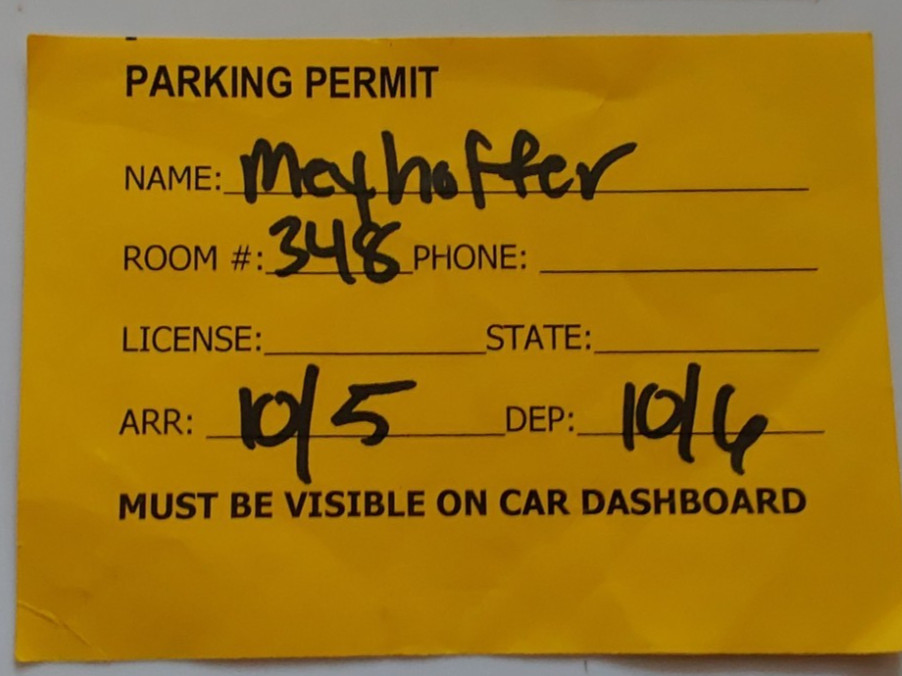 PARKING PERMIT
NAME: Meyhoffer
ROOM #: 348 PHONE:
LICENSE: STATE:
ARR: 10/5 DEP: 10/6
MUST BE VISIBLE ON CAR DASHBOARD